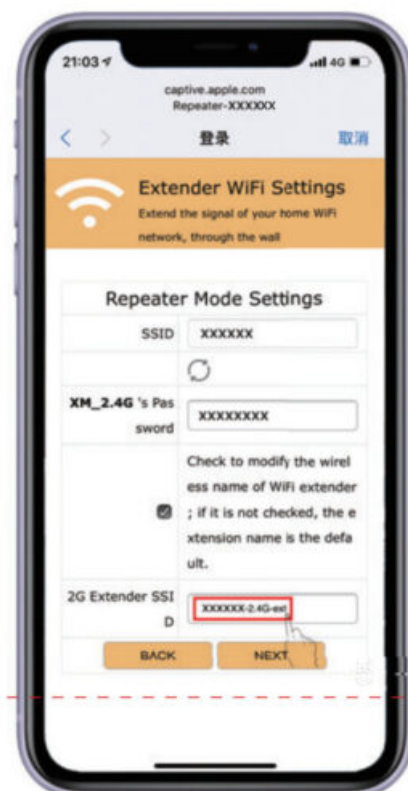 21:03
4G
captive.apple.com
Repeater-XXXXXX
登录
取消
Extender WiFi Settings
Extend the signal of your home WiFi
network, through the wall
Repeater Mode Settings
SSID
XXXXXX
XM_2.4G 's Pas
sword
XXXXXXXX
Check to modify the wirel
ess name of WiFi extender
; if it is not checked, the e
xtension name is the defa
ult.
2G Extender SSI
D
XXXXXX-2.4G-ext
BACK
NEXT